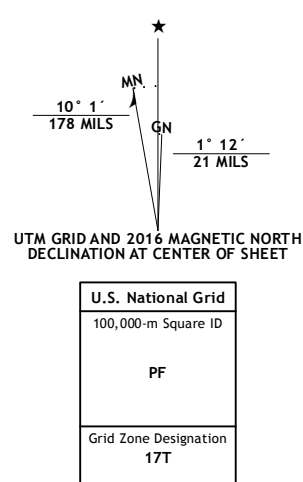 ★
MN
GN
10° 1´
178 MILS
1° 12´
21 MILS
UTM GRID AND 2016 MAGNETIC NORTH
DECLINATION AT CENTER OF SHEET
U.S. National Grid
100,000-m Square ID
PF
Grid Zone Designation
17T